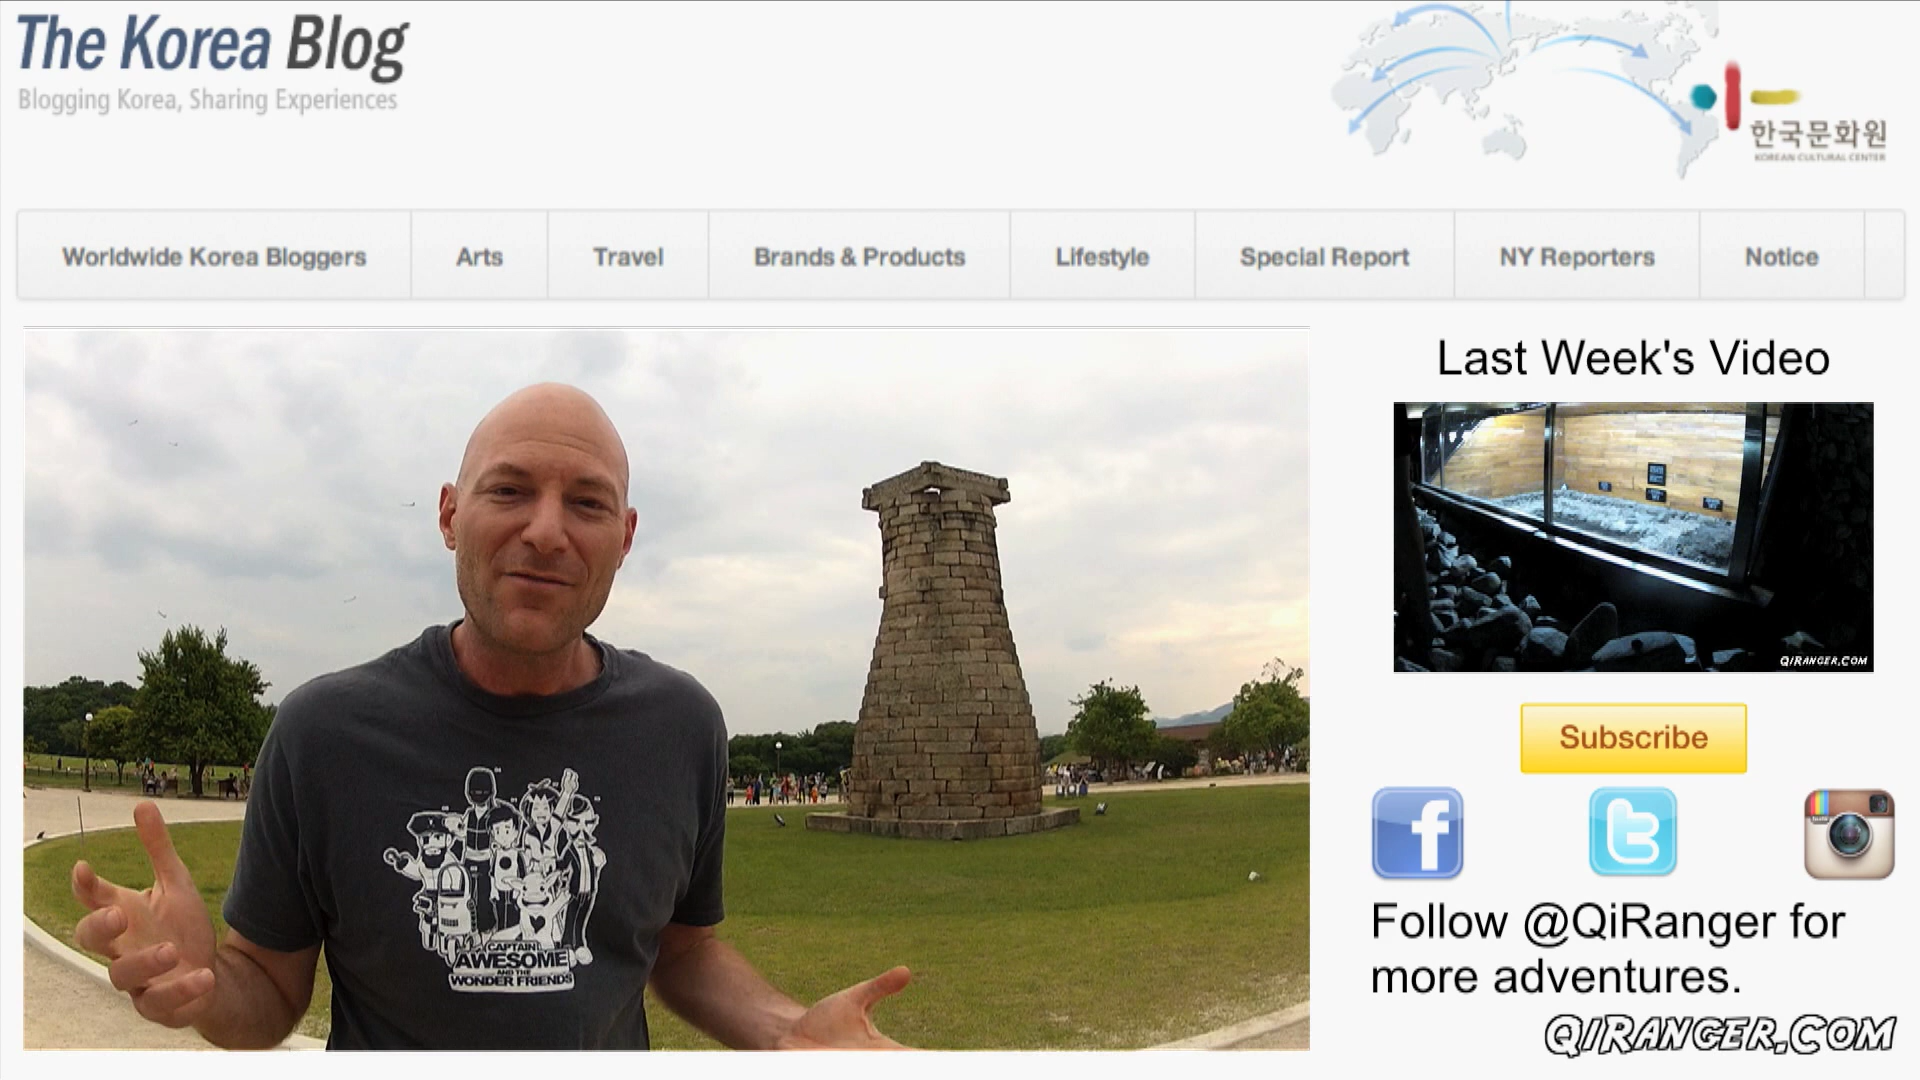 The Korea Blog
Blogging Korea, Sharing Experiences
한국문화원
KOREAN CULTURAL CENTER
Worldwide Korea Bloggers
Arts
Travel
Brands & Products
Lifestyle
Special Report
NY Reporters
Notice
Last Week's Video
QIRANGER.COM
Subscribe
CAPTAIN
AWESOME
AND THE
WONDER FRIENDS
Follow @QiRanger for
more adventures.
QIRANGER.COM